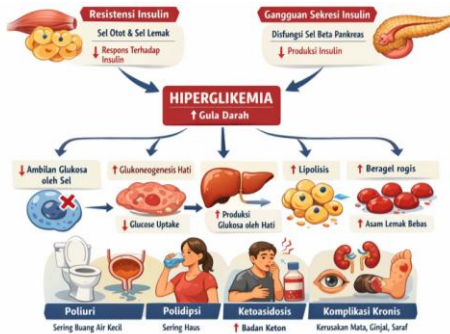 Resistensi Insulin
Sel Otot & Sel Lemak
↓ Respons Terhadap
Insulin
Gangguan Sekresi Insulin
Disfungsi Sel Beta Pankreas
↓ Produksi Insulin
HIPERGLIKEMIA
↑ Gula Darah
↓ Ambilan Glukosa
oleh Sel
↑ Glukoneogenesis Hati
↓ Glucose Uptake
↑ Produksi
Glukosa oleh Hati
↑ Lipolisis
↑ Beragel rogis
↑ Asam Lemak Bebas
Poliuri
Sering Buang Air Kecil
Polidipsi
Sering Haus
Ketoasidosis
↑ Badan Keton
Komplikasi Kronis
Kerusakan Mata, Ginjal, Saraf